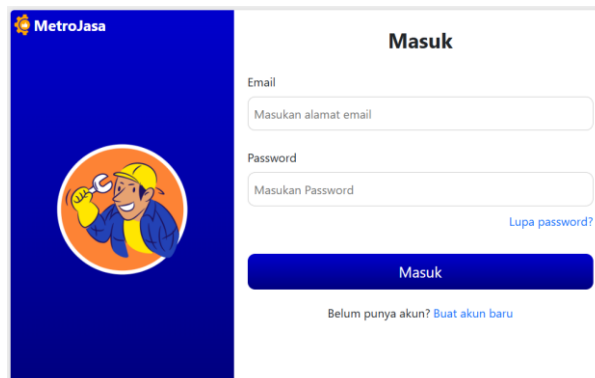 MetroJasa
Masuk
Email
Masukan alamat email
Password
Masukan Password
Lupa password?
Masuk
Belum punya akun? Buat akun baru